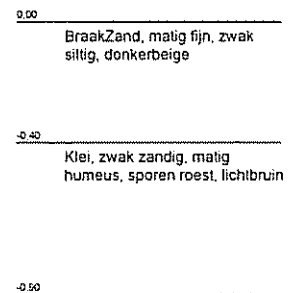 0,00
BraakZand, matig fijn, zwak
siltig, donkerbeige
-0,40
Klei, zwak zandig, matig
humeus, sporen roest, lichtbruin
-0,90